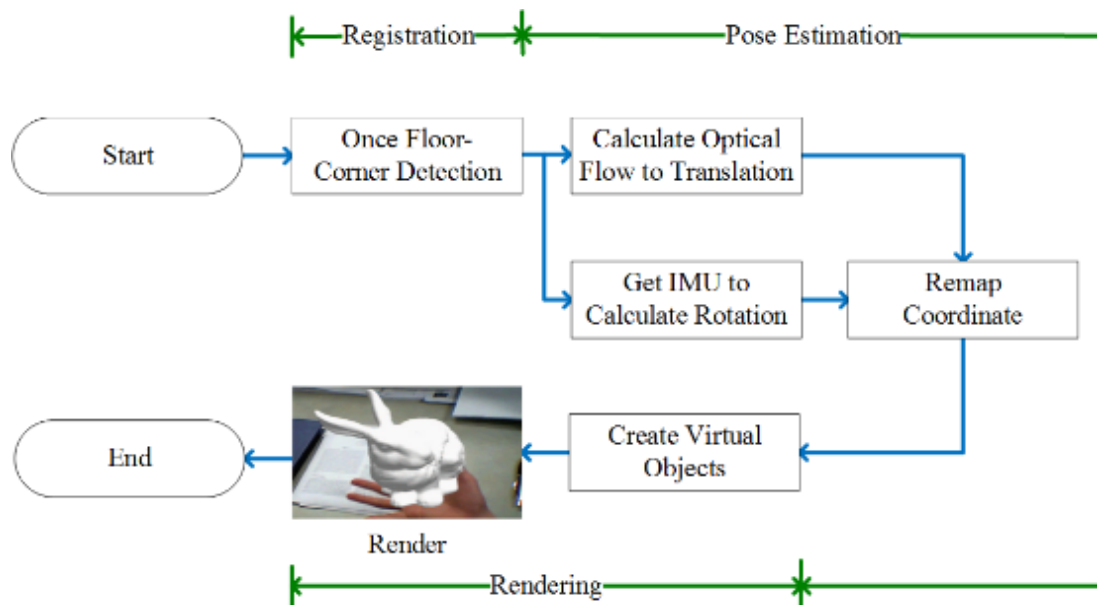 Registration
Pose Estimation
Start
Once Floor-
Corner Detection
Calculate Optical
Flow to Translation
Get IMU to
Calculate Rotation
Remap
Coordinate
End
Create Virtual
Objects
Render
Rendering